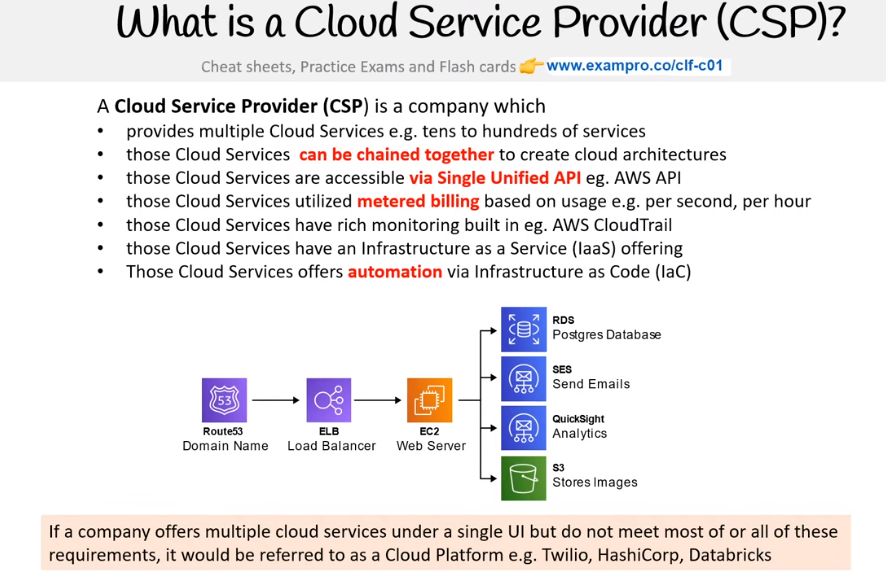 What is a Cloud Service Provider (CSP)?
Cheat sheets, Practice Exams and Flash cards 👉 www.exampro.co/clf-c01
A Cloud Service Provider (CSP) is a company which
• provides multiple Cloud Services e.g. tens to hundreds of services
• those Cloud Services can be chained together to create cloud architectures
• those Cloud Services are accessible via Single Unified API eg. AWS API
• those Cloud Services utilized metered billing based on usage e.g. per second, per hour
• those Cloud Services have rich monitoring built in eg. AWS CloudTrail
• those Cloud Services have an Infrastructure as a Service (IaaS) offering
• Those Cloud Services offers automation via Infrastructure as Code (IaC)
53
Route53
Domain Name
ELB
Load Balancer
EC2
Web Server
RDS
Postgres Database
SES
Send Emails
QuickSight
Analytics
S3
Stores Images
If a company offers multiple cloud services under a single UI but do not meet most of or all of these
requirements, it would be referred to as a Cloud Platform e.g. Twilio, HashiCorp, Databricks